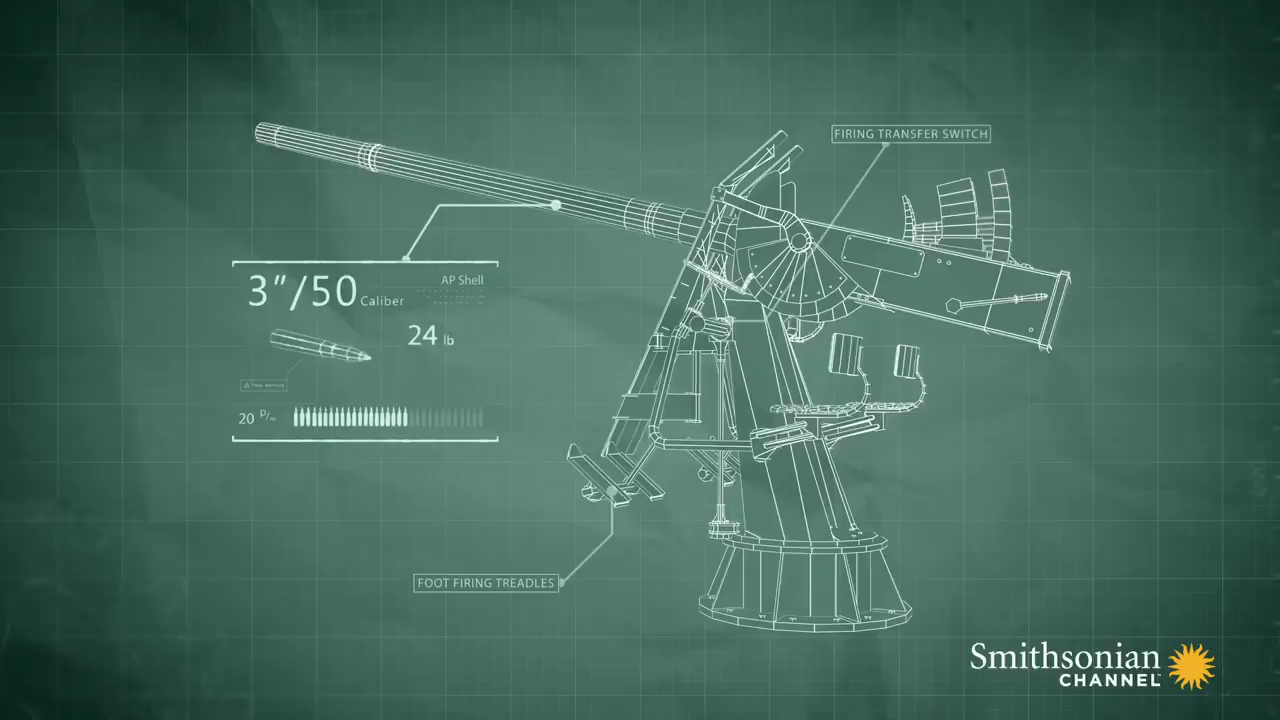 FIRING TRANSFER SWITCH
3”/50 Caliber
AP Shell
24 lb
20 P/m
FOOT FIRING TREADLES
Smithsonian
CHANNEL